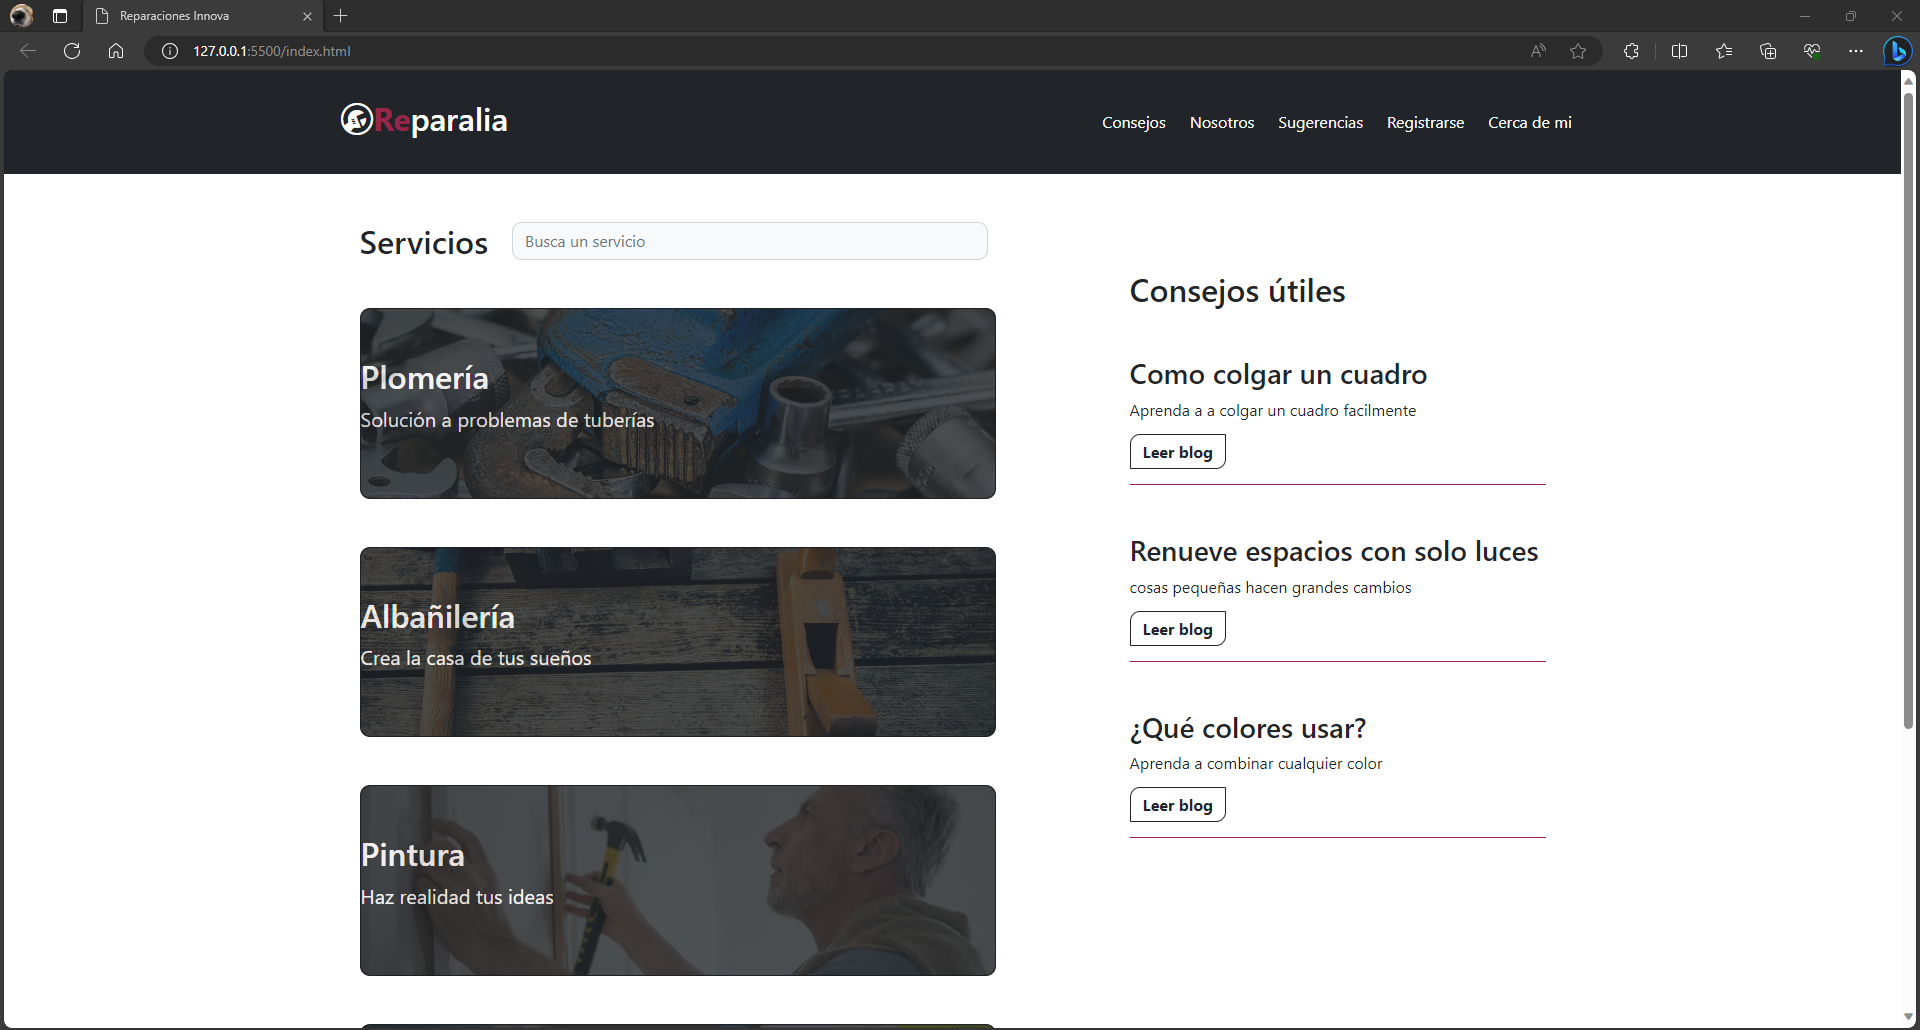 Reparaciones Innova
127.0.0.1:5500/index.html
Reparalia
Consejos Nosotros Sugerencias Registrarse Cerca de mi
Servicios
Busca un servicio
Plomería
Solución a problemas de tuberías
Albañilería
Crea la casa de tus sueños
Pintura
Haz realidad tus ideas
Consejos útiles
Como colgar un cuadro
Aprenda a a colgar un cuadro facilmente
Leer blog
Renueve espacios con solo luces
cosas pequeñas hacen grandes cambios
Leer blog
¿Qué colores usar?
Aprenda a combinar cualquier color
Leer blog